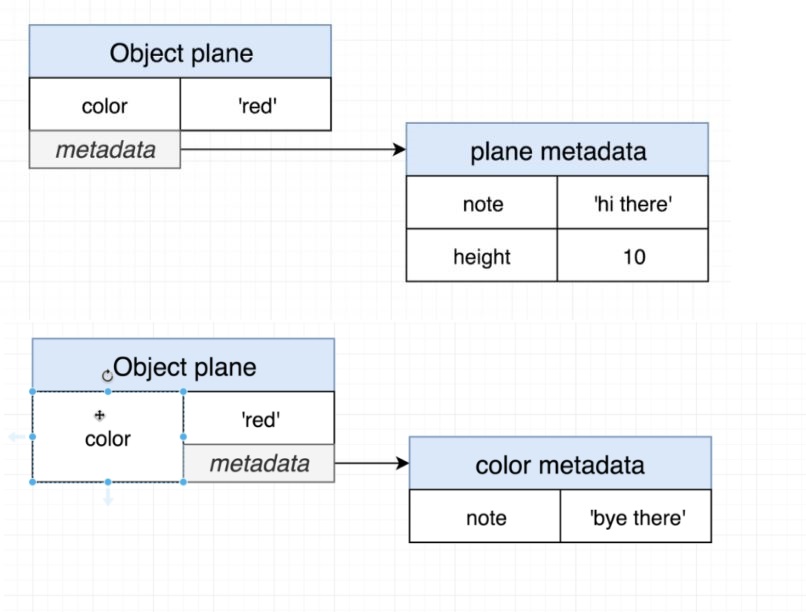 Object plane
color 'red'
metadata
plane metadata
note 'hi there'
height 10
Object plane
color 'red'
metadata
color metadata
note 'bye there'